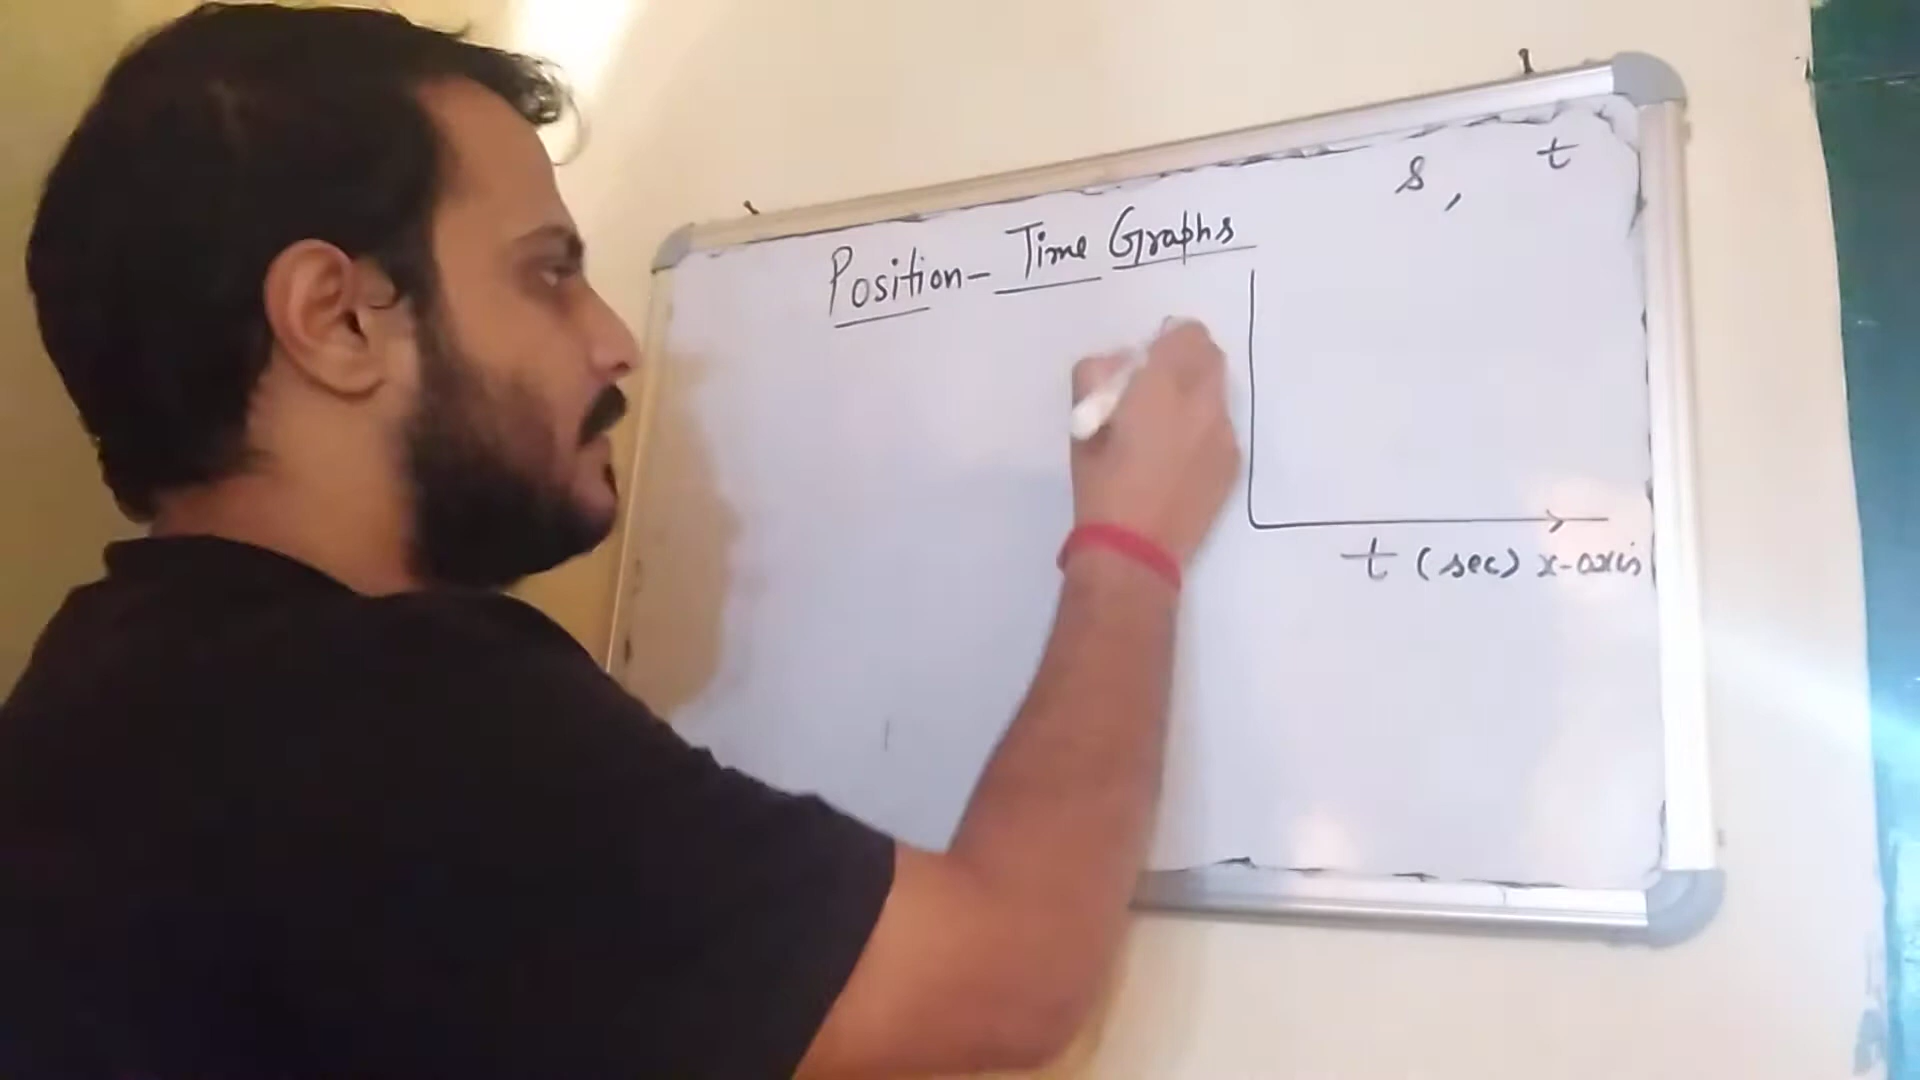 s, t
Position - Time Graphs
t (sec) x-axis